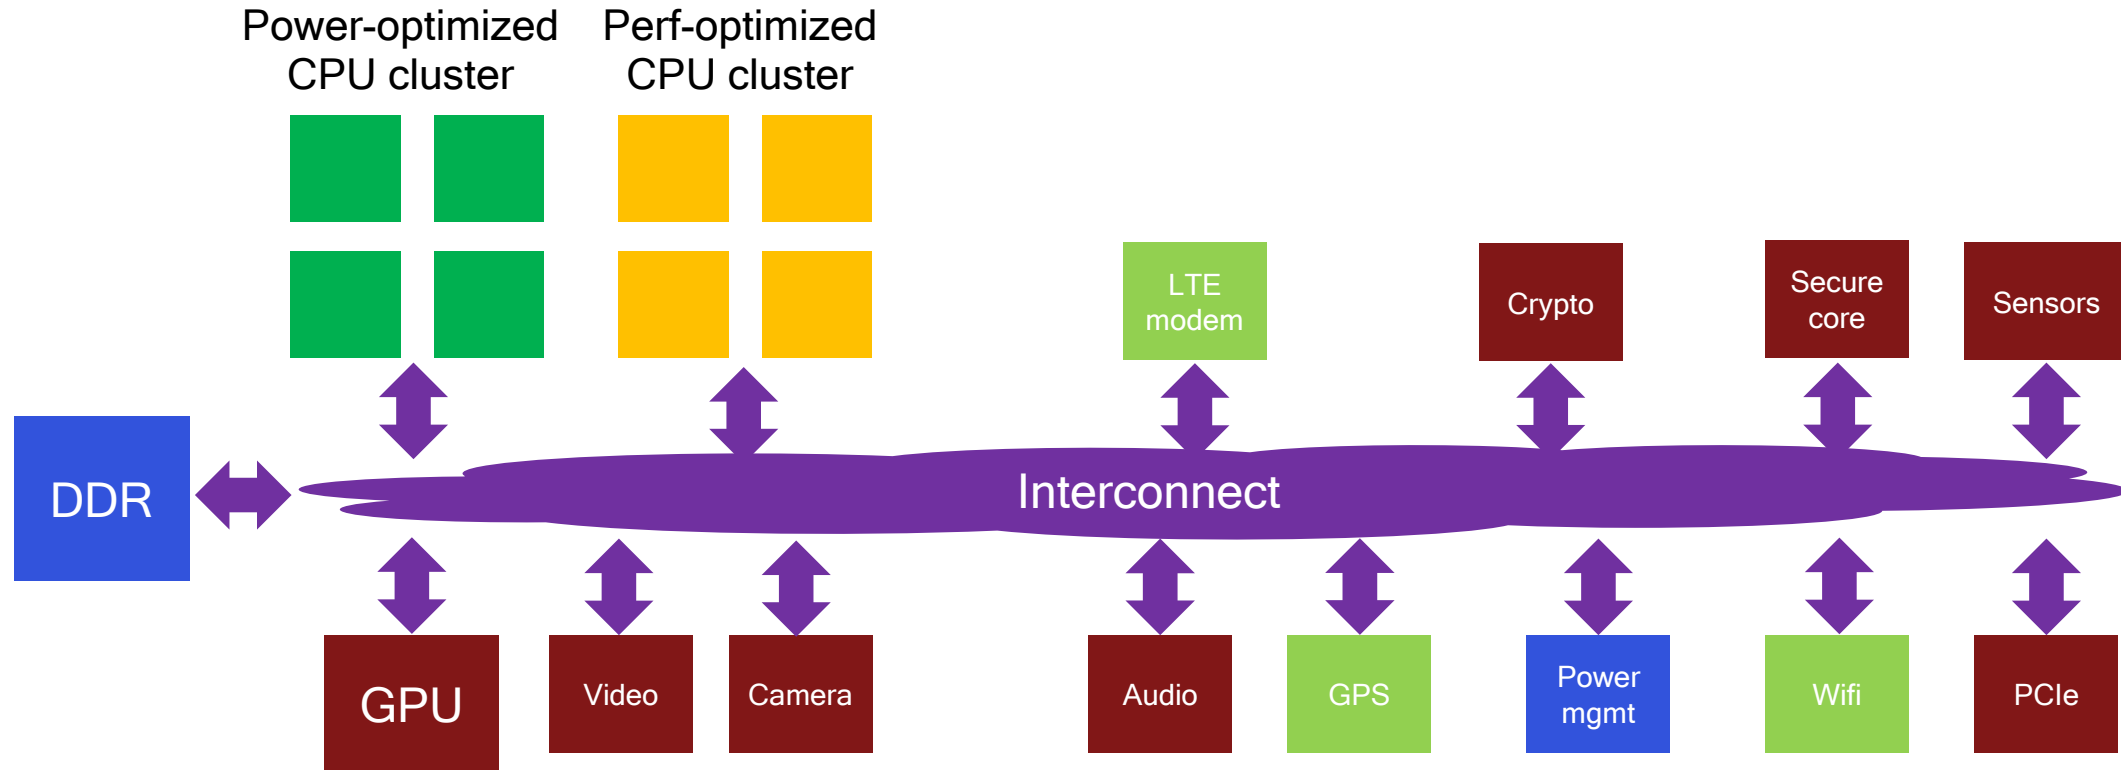 Power-optimized
CPU cluster
Perf-optimized
CPU cluster
LTE
modem
Crypto
Secure
core
Sensors
DDR
Interconnect
GPU
Video
Camera
Audio
GPS
Power
mgmt
Wifi
PCIe